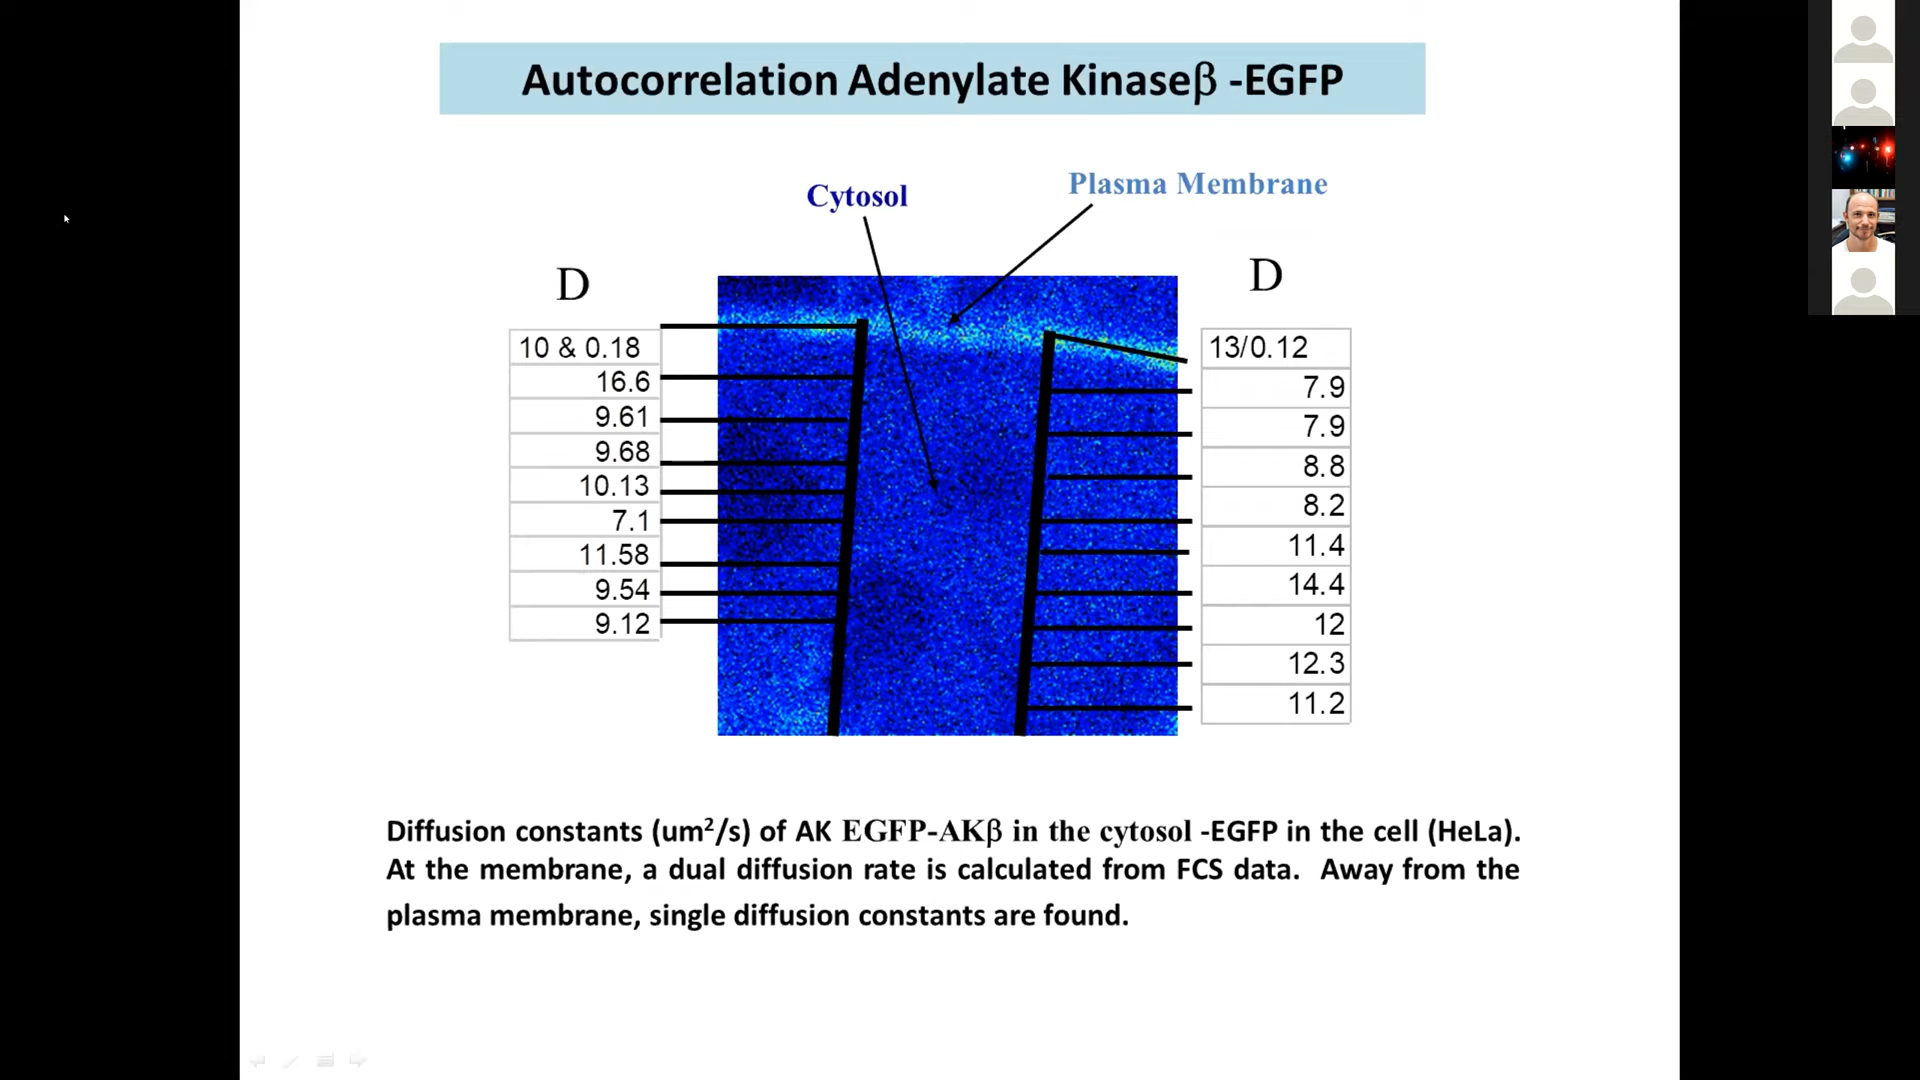 Autocorrelation Adenylate Kinaseβ -EGFP
Cytosol
Plasma Membrane
D
D
10 & 0.18
16.6
9.61
9.68
10.13
7.1
11.58
9.54
9.12
13/0.12
7.9
7.9
8.8
8.2
11.4
14.4
12
12.3
11.2
Diffusion constants (um²/s) of AK EGFP-AKβ in the cytosol -EGFP in the cell (HeLa).
At the membrane, a dual diffusion rate is calculated from FCS data. Away from the
plasma membrane, single diffusion constants are found.